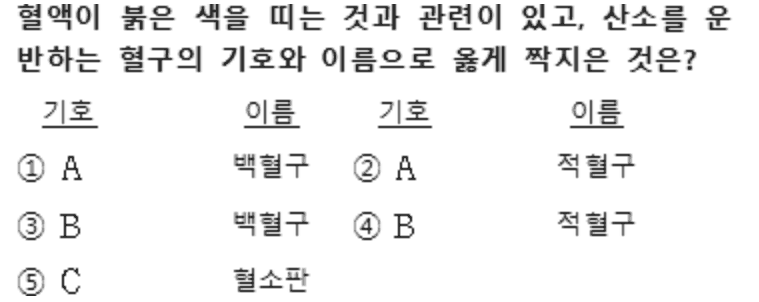 혈액이 붉은 색을 띠는 것과 관련이 있고, 산소를 운
반하는 혈구의 기호와 이름으로 옳게 짝지은 것은?
기호 이름 기호 이름
① A 백혈구 ② A 적혈구
③ B 백혈구 ④ B 적혈구
⑤ C 혈소판